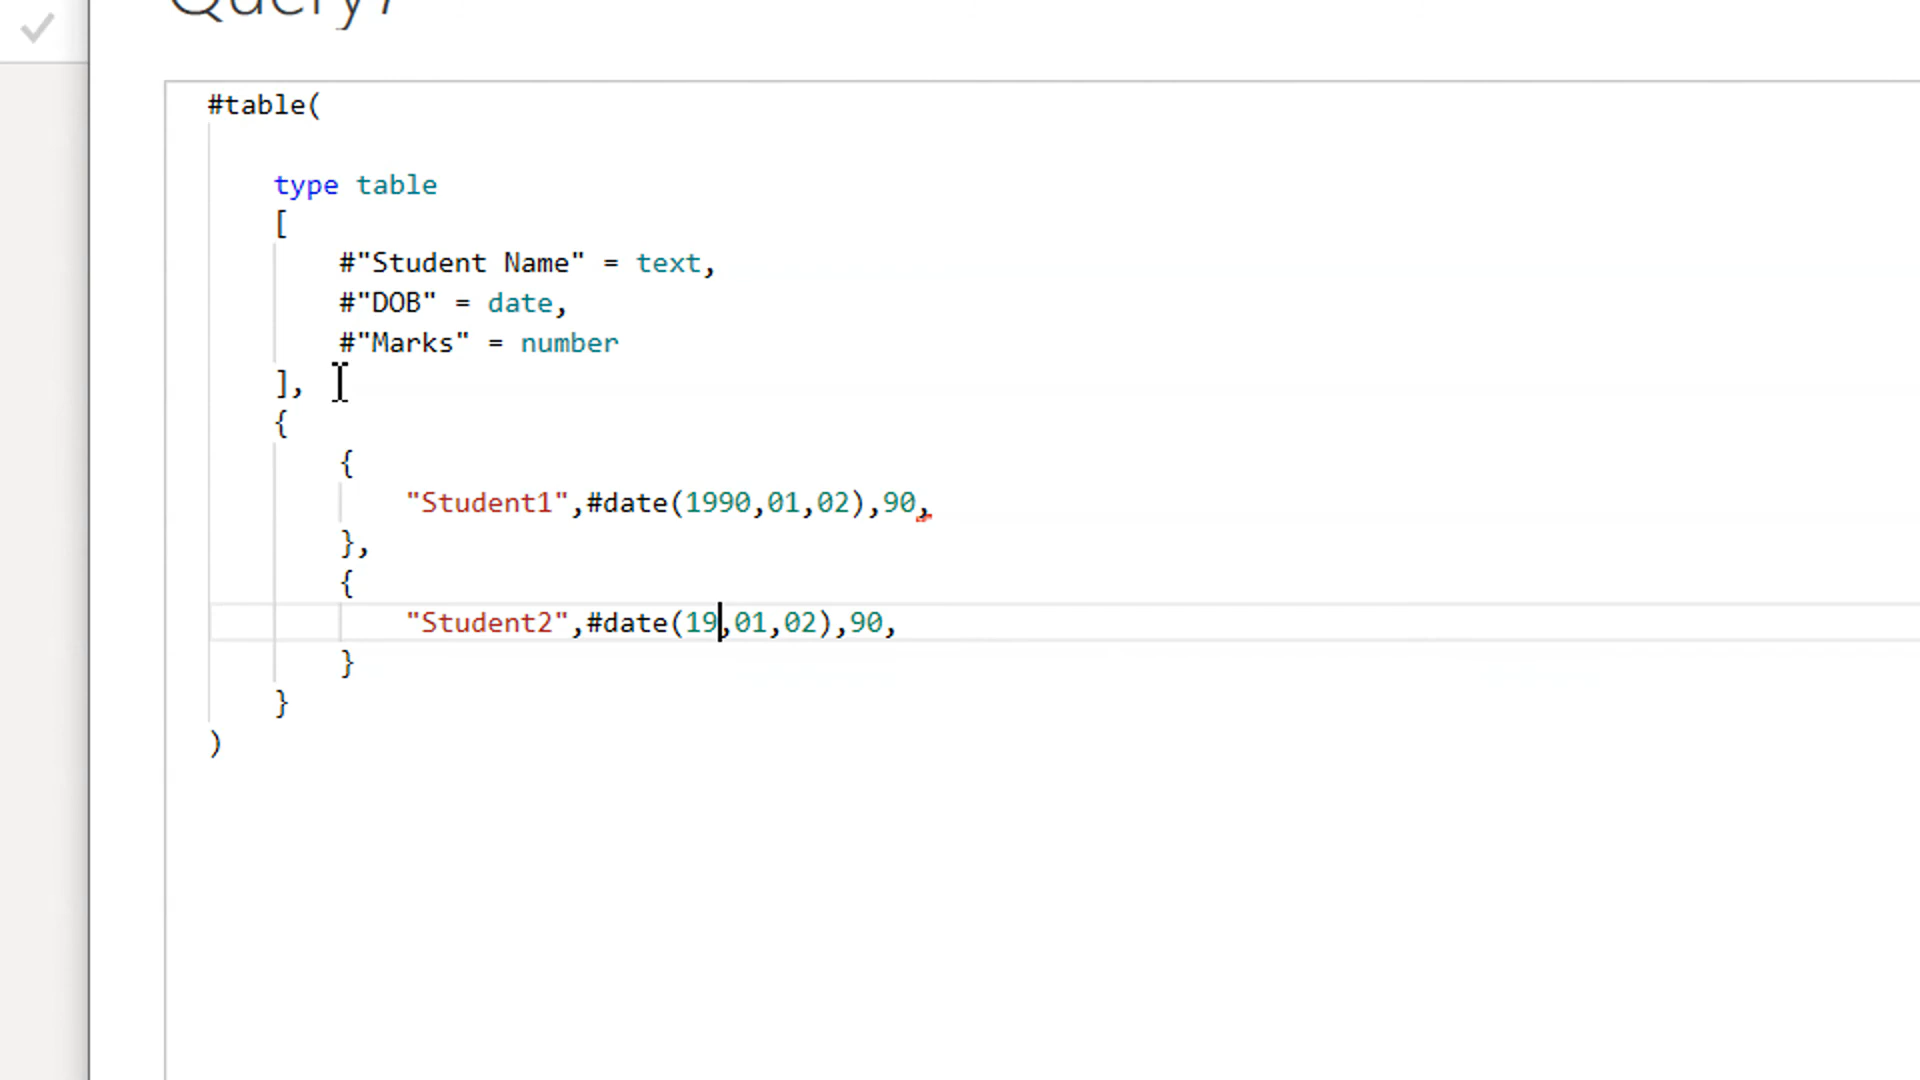 Query7
#table(
type table
[
#"Student Name" = text,
#"DOB" = date,
#"Marks" = number
],
{
{
"Student1",#date(1990,01,02),90,
},
{
"Student2",#date(19,01,02),90,
}
}
)